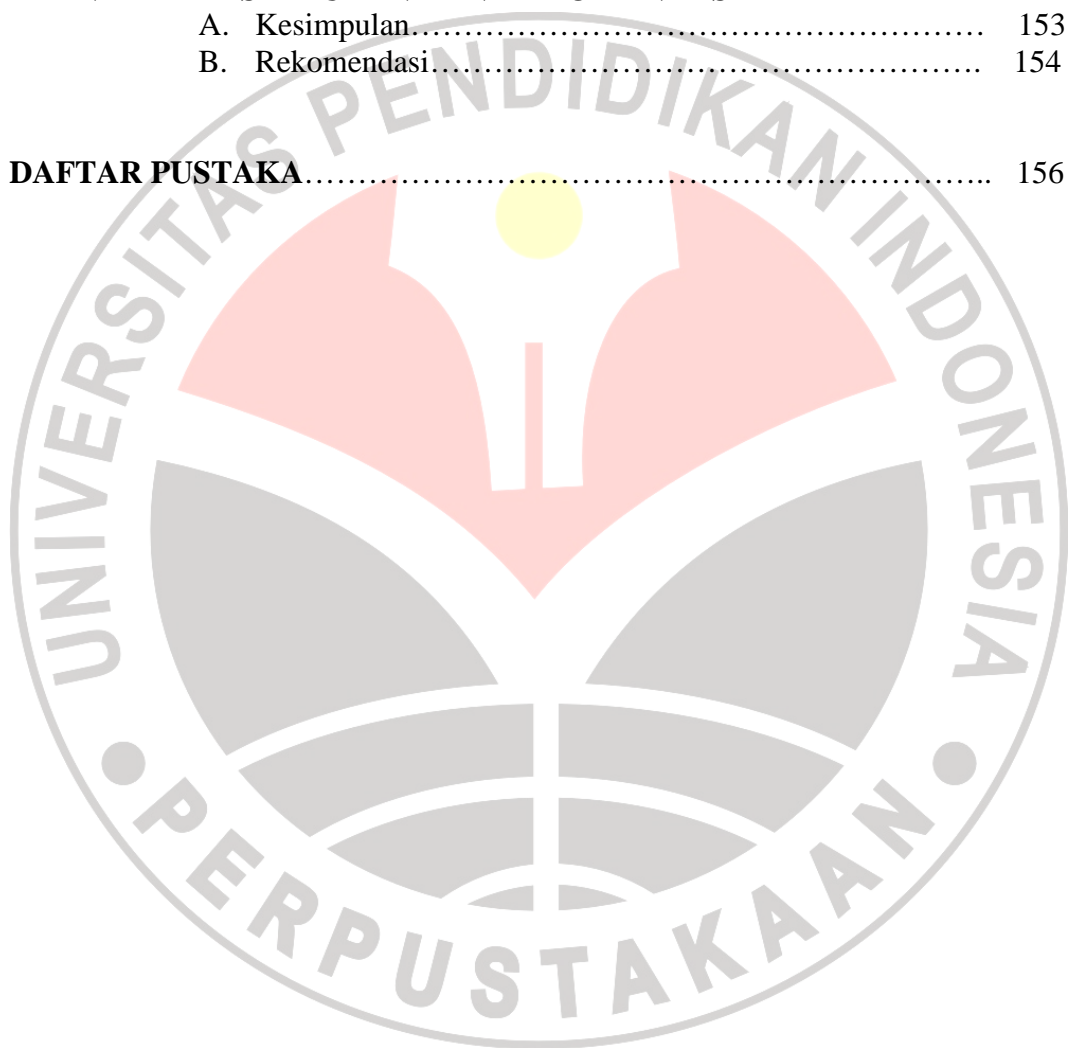 A. Kesimpulan……………………………………………… 153
B. Rekomendasi……………………………………………. 154
DAFTAR PUSTAKA……………………………………………………….. 156
UNIVERSITAS PENDIDIKAN INDONESIA
PERPUSTAKAAN